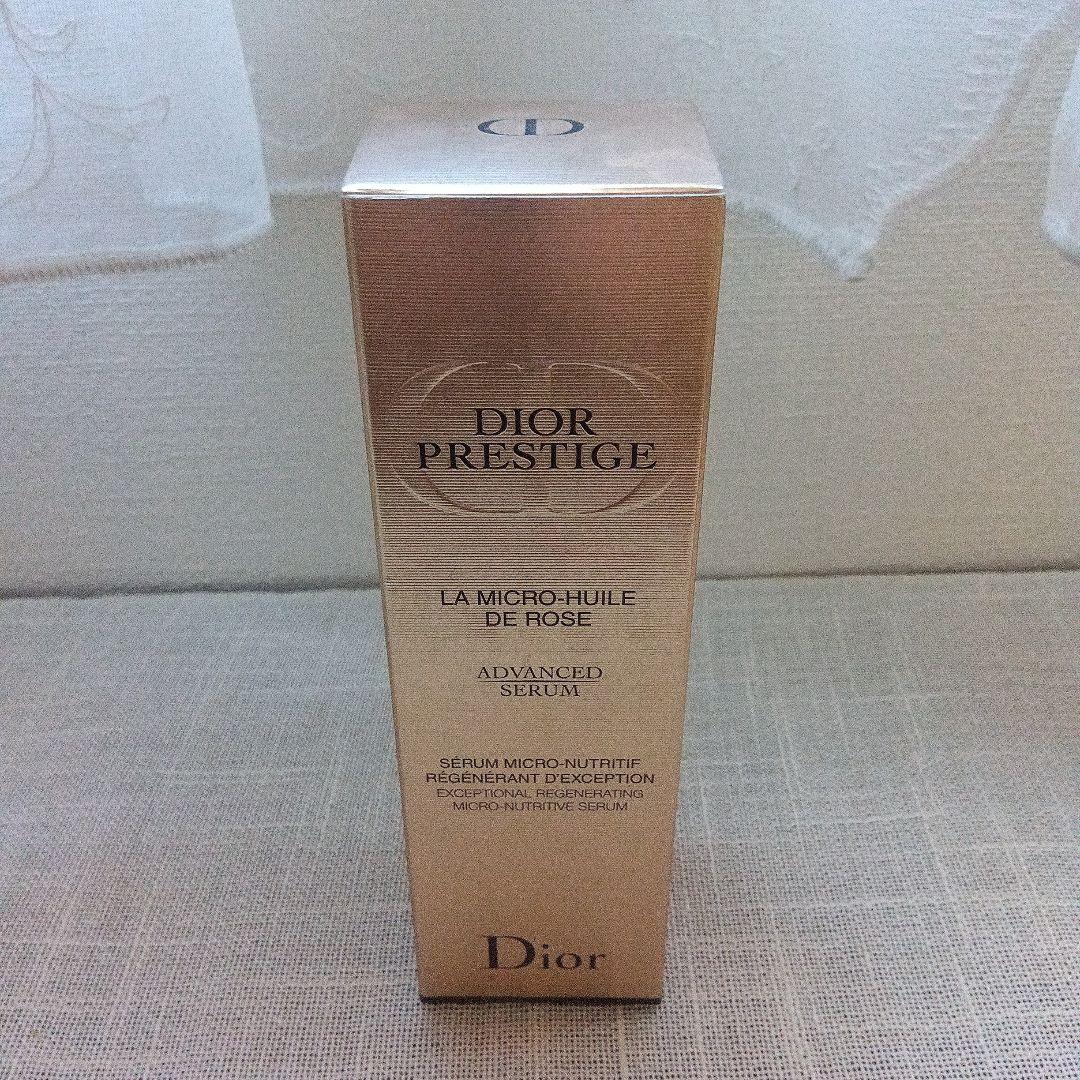 CD
DIOR
PRESTIGE
LA MICRO-HUILE
DE ROSE
ADVANCED
SERUM
SÉRUM MICRO-NUTRITIF
RÉGÉNÉRANT D'EXCEPTION
EXCEPTIONAL REGENERATING
MICRO-NUTRITIVE SERUM
Dior